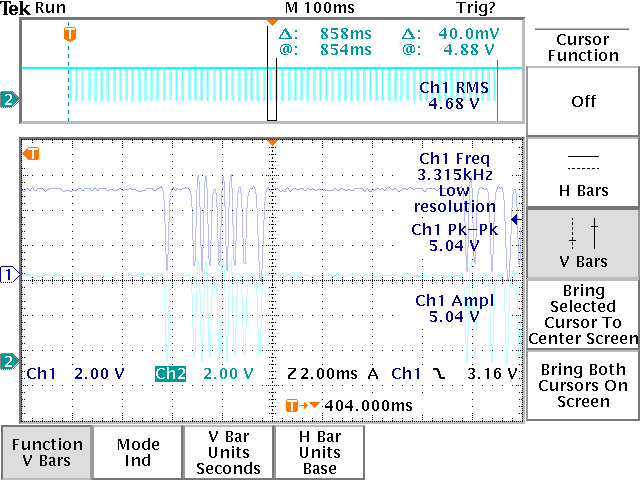 Tek Run M 100ms Trig?
T
Δ: 858ms Δ: 40.0mV
@: 854ms @: 4.88 V
2
Ch1 RMS
4.68 V
T
Ch1 Freq
3.315kHz
Low
resolution
Ch1 Pk-Pk
5.04 V
1
Ch1 Ampl
5.04 V
2
Ch1 2.00 V Ch2 2.00 V Z 2.00ms A Ch1 3.16 V
T 404.000ms
Cursor
Function
Off
H Bars
V Bars
Bring
Selected
Cursor To
Center Screen
Bring Both
Cursors On
Screen
Function
V Bars
Mode
Ind
V Bar
Units
Seconds
H Bar
Units
Base